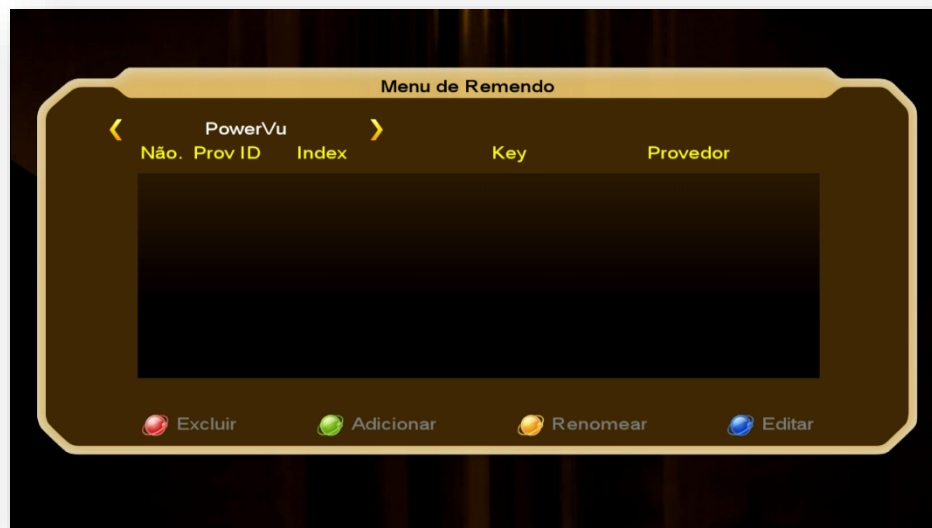 Menu de Remendo
PowerVu
Não. Prov ID Index Key Provedor
Excluir Adicionar Renomear Editar